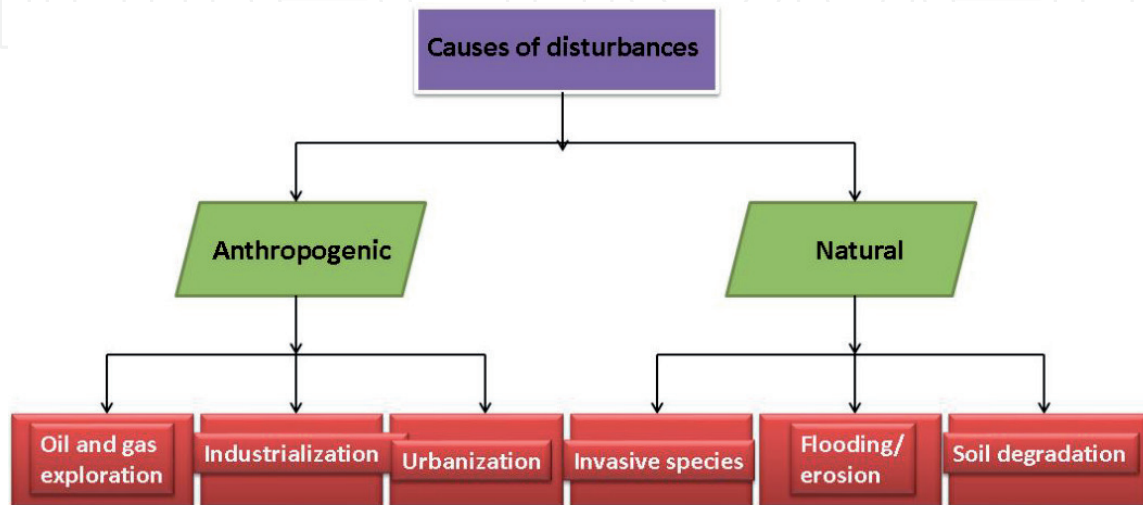 Causes of disturbances
Anthropogenic
Natural
Oil and gas
exploration
Industrialization
Urbanization
Invasive species
Flooding/
erosion
Soil degradation